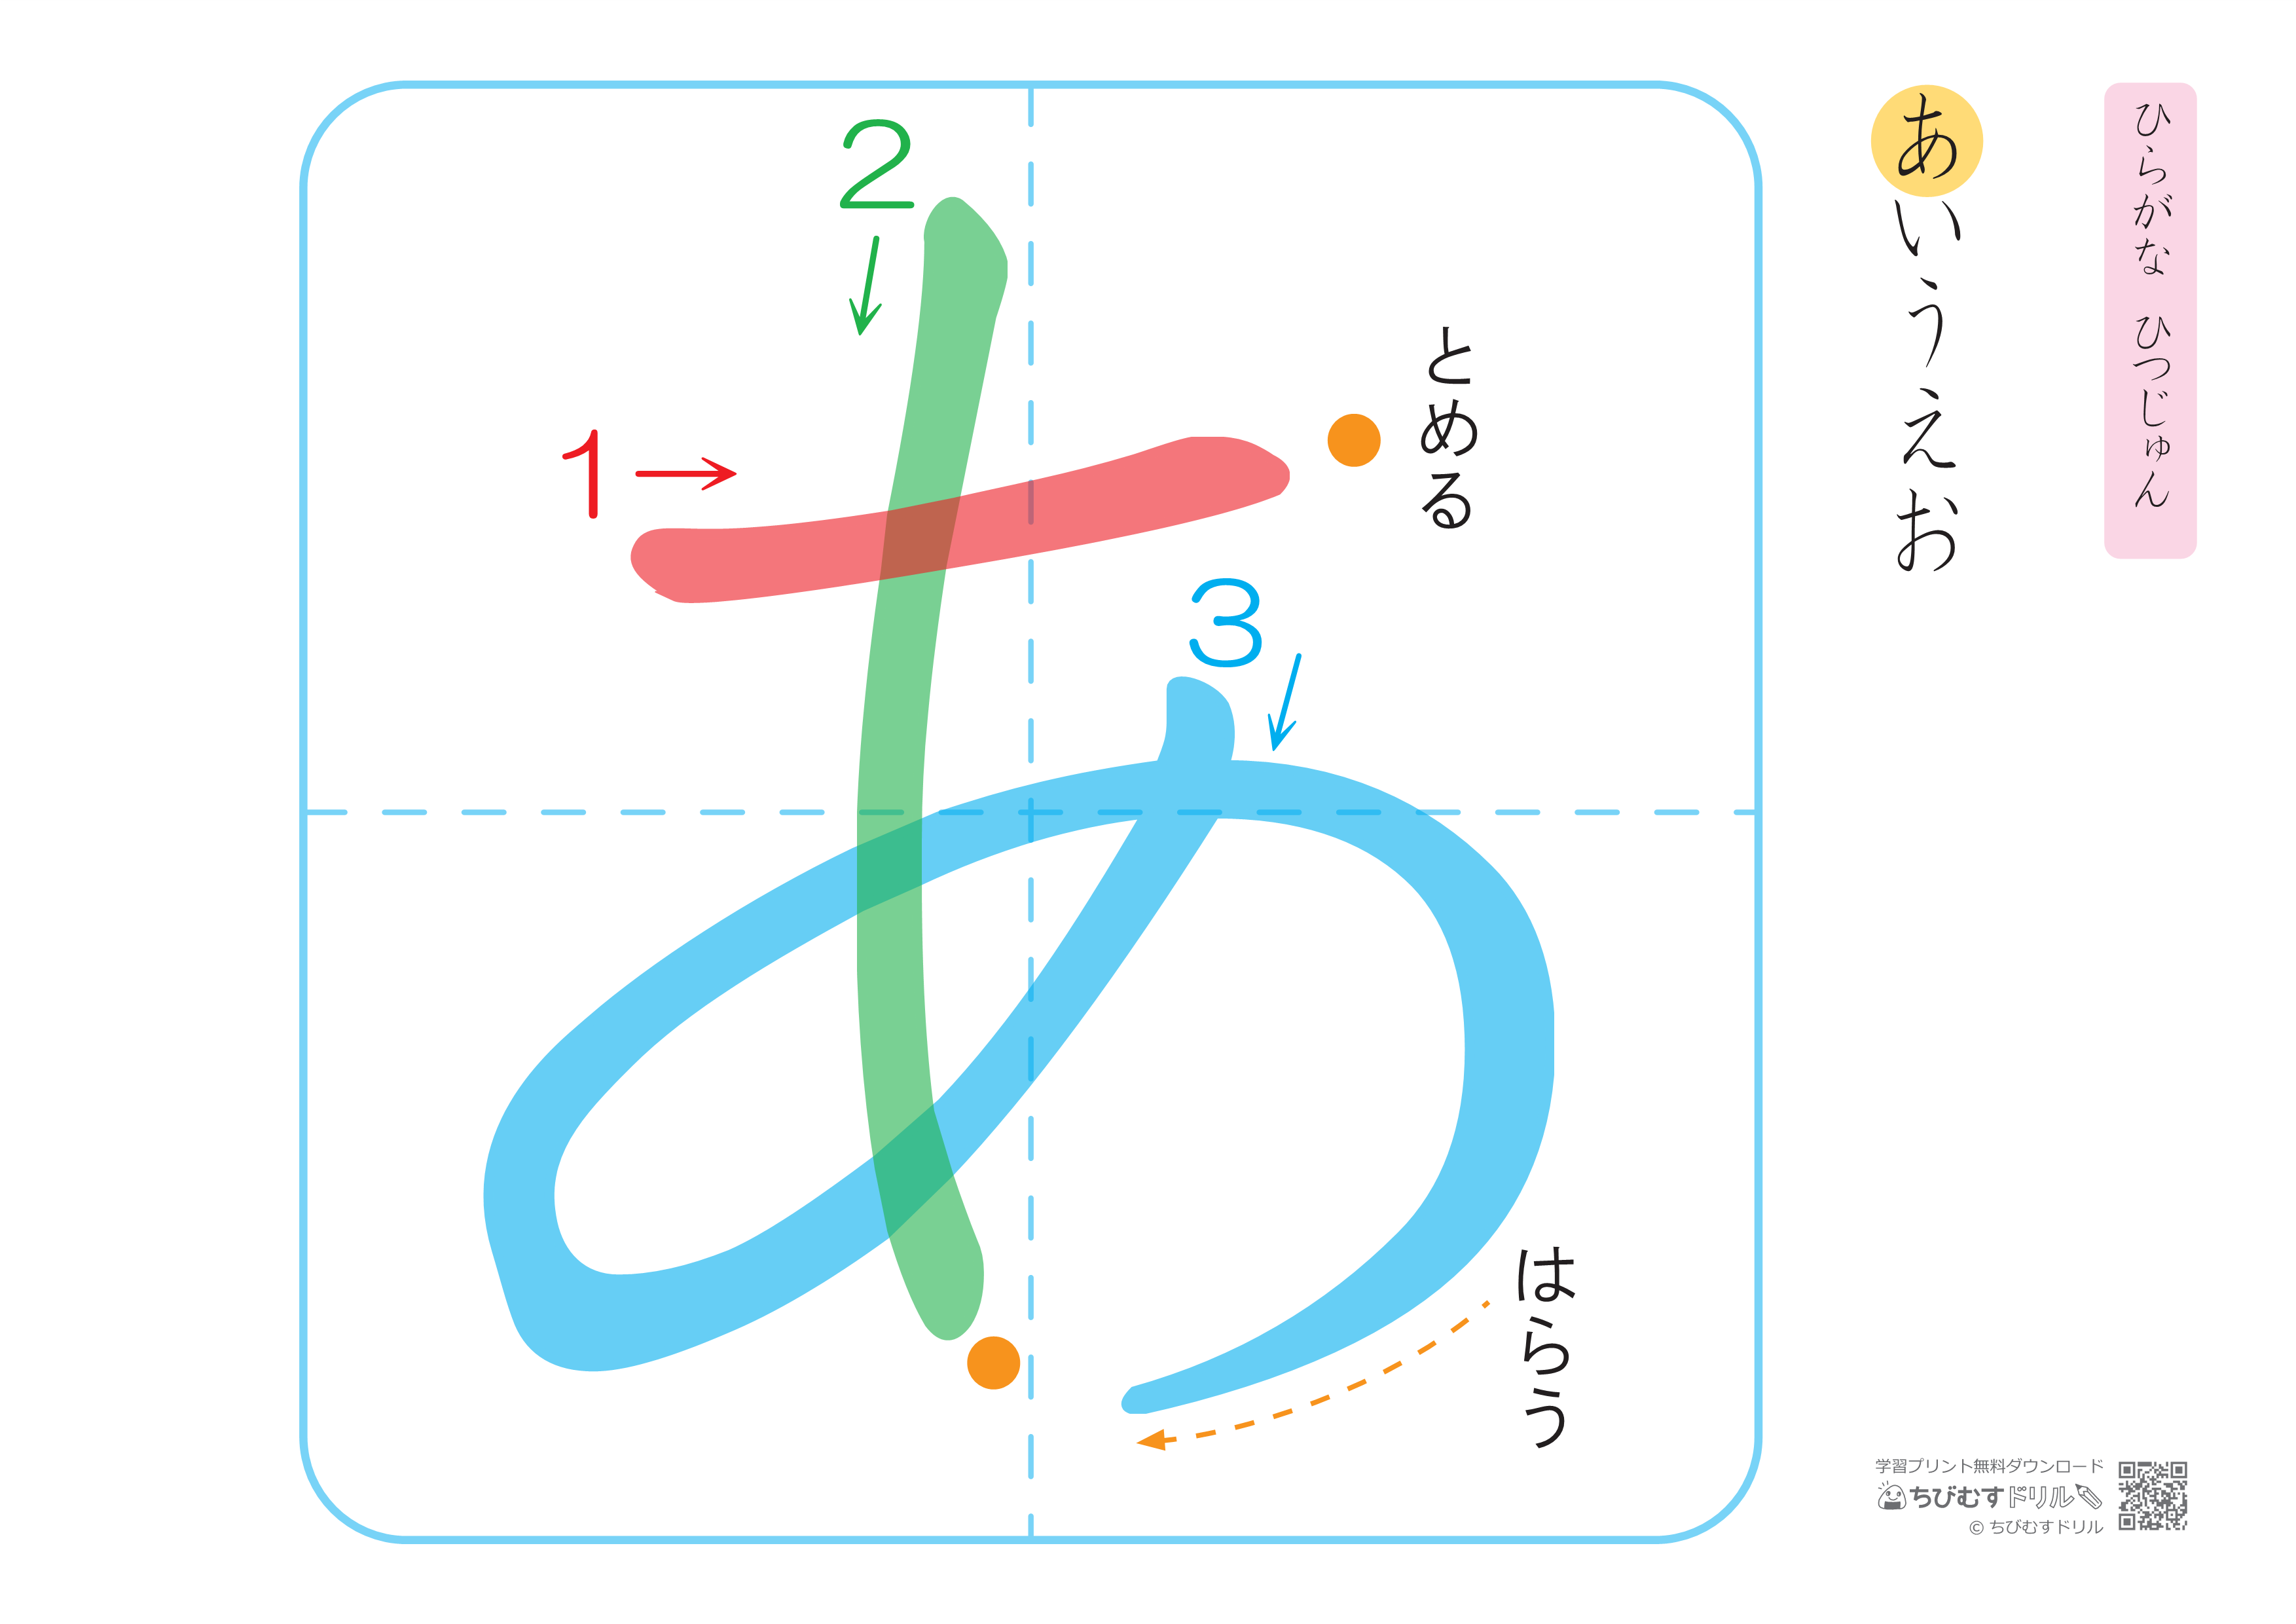 ひらがな ひつじゅん
あいうえお
2
1
とめる
3
あ
はらう
学習プリント無料ダウンロード
ちびむすドリル
© ちびむすドリル